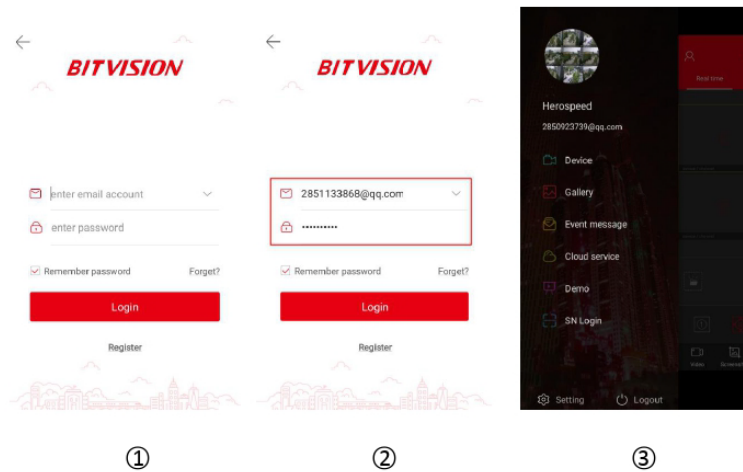 BITVISION
enter email account
enter password
Remember password Forget?
Login
Register
①
BITVISION
2851133868@qq.com
••••••••••
Remember password Forget?
Login
Register
②
Herospeed
2850923739@qq.com
Device
Gallery
Event message
Cloud service
Demo
SN Login
Setting Logout
Real time
Video
③